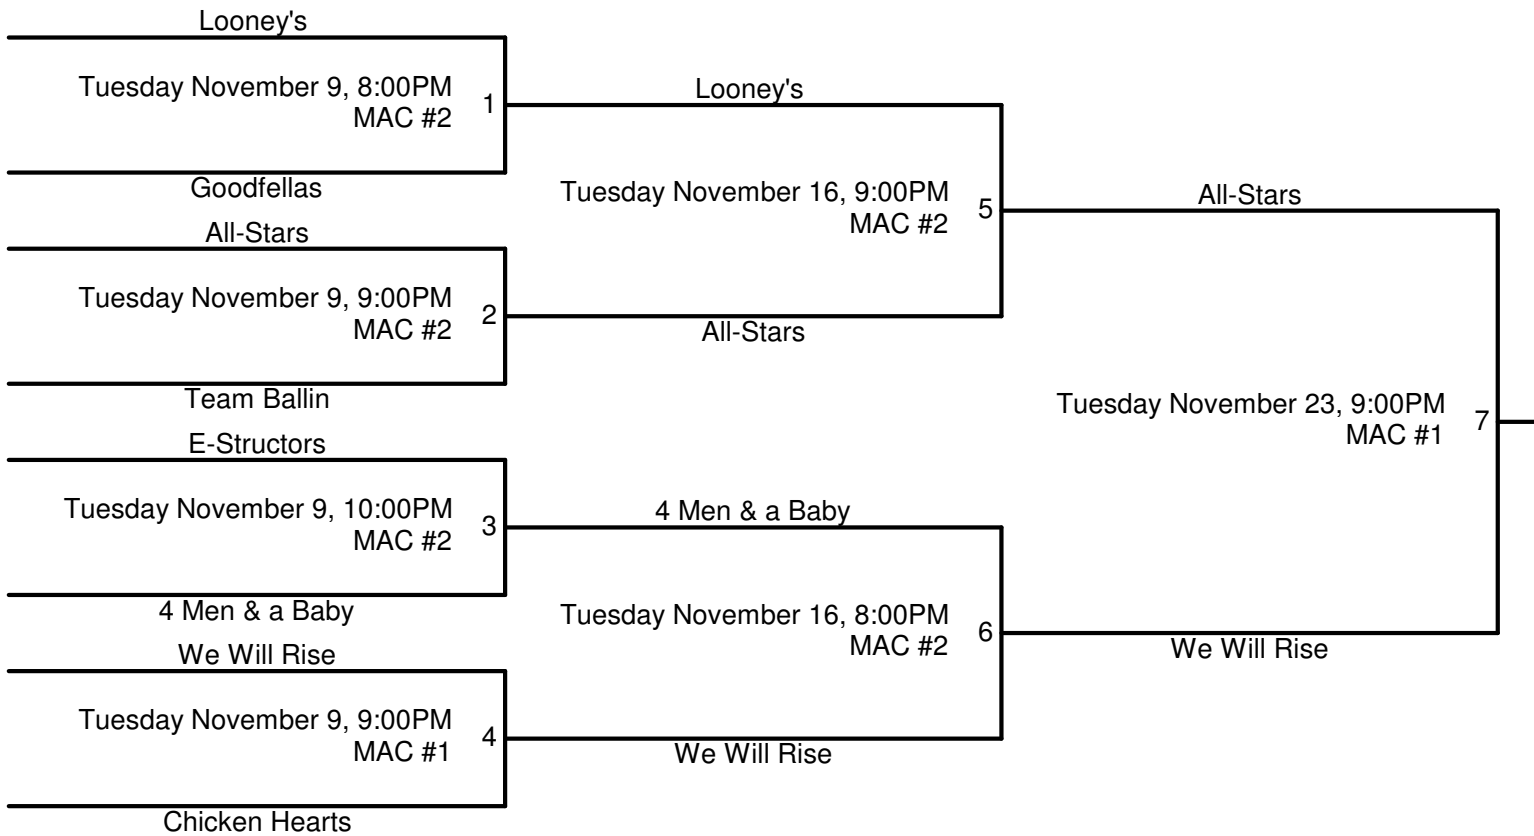 Looney's
Tuesday November 9, 8:00PM
MAC #2
1
Goodfellas
All-Stars
Tuesday November 9, 9:00PM
MAC #2
2
Team Ballin
E-Structors
Tuesday November 9, 10:00PM
MAC #2
3
4 Men & a Baby
We Will Rise
Tuesday November 9, 9:00PM
MAC #1
4
Chicken Hearts
Looney's
Tuesday November 16, 9:00PM
MAC #2
5
All-Stars
4 Men & a Baby
Tuesday November 16, 8:00PM
MAC #2
6
We Will Rise
All-Stars
Tuesday November 23, 9:00PM
MAC #1
7
We Will Rise